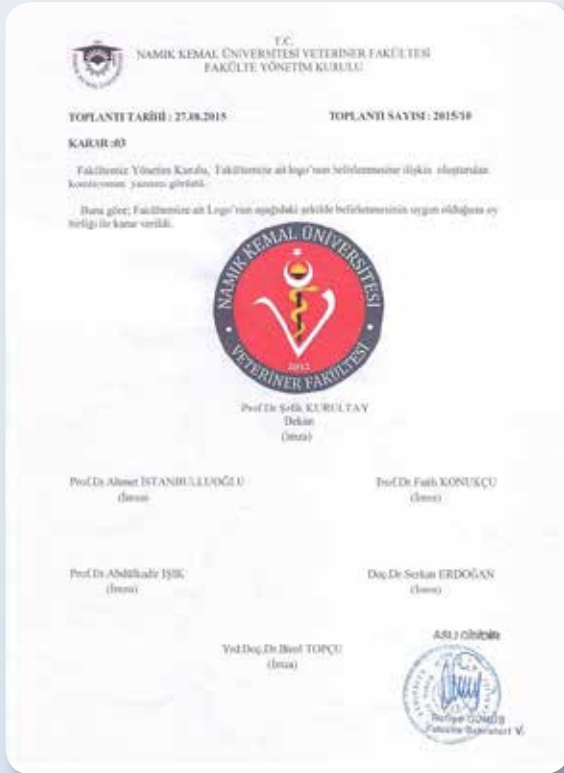 T.C.
NAMIK KEMAL ÜNİVERSİTESİ VETERİNER FAKÜLTESİ
FAKÜLTE YÖNETİM KURULU
TOPLANTI TARİHİ : 27.08.2015 TOPLANTI SAYISI : 2015/10
KARAR :03
Fakültemiz Yönetim Kurulu, Fakültemize ait logo'nun belirlenmesine ilişkin oluşturulan
komisyonun yazısını görüştü.
Buna göre; Fakültemize ait Logo'nun aşağıdaki şekilde belirlenmesinin uygun olduğuna oy
birliği ile karar verildi.
NAMIK KEMAL ÜNİVERSİTESİ
2012
VETERİNER FAKÜLTESİ
Prof.Dr.Şefik KURULTAY
Dekan
(İmza)
Prof.Dr.Ahmet İSTANBULLUOĞLU Prof.Dr.Fatih KONUKÇU
(İmza) (İmza)
Prof.Dr.Abdülkadir IŞIK Doç.Dr.Serkan ERDOĞAN
(İmza) (İmza)
Yrd.Doç.Dr.Birol TOPÇU
(İmza)
ASLI GİBİDİR
Fakülte Sekreteri V.